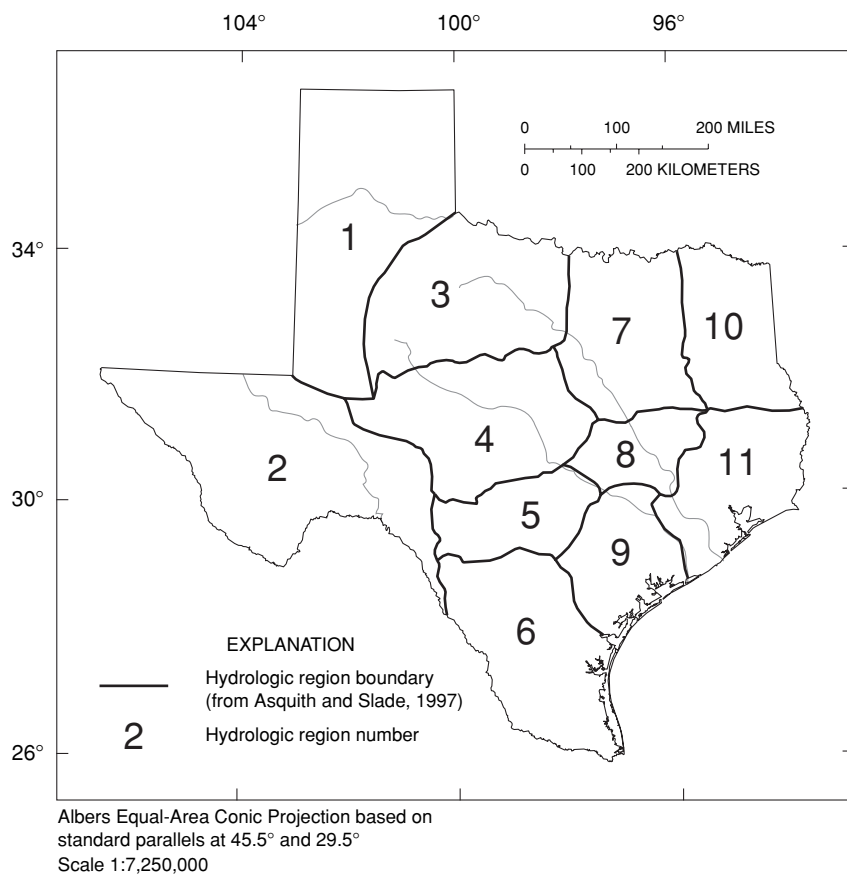 104° 100° 96°
0 100 200 MILES
0 100 200 KILOMETERS
34°
1
3
7
10
4
2
8
11
30°
5
9
6
EXPLANATION
Hydrologic region boundary
(from Asquith and Slade, 1997)
2 Hydrologic region number
26°
Albers Equal-Area Conic Projection based on
standard parallels at 45.5° and 29.5°
Scale 1:7,250,000